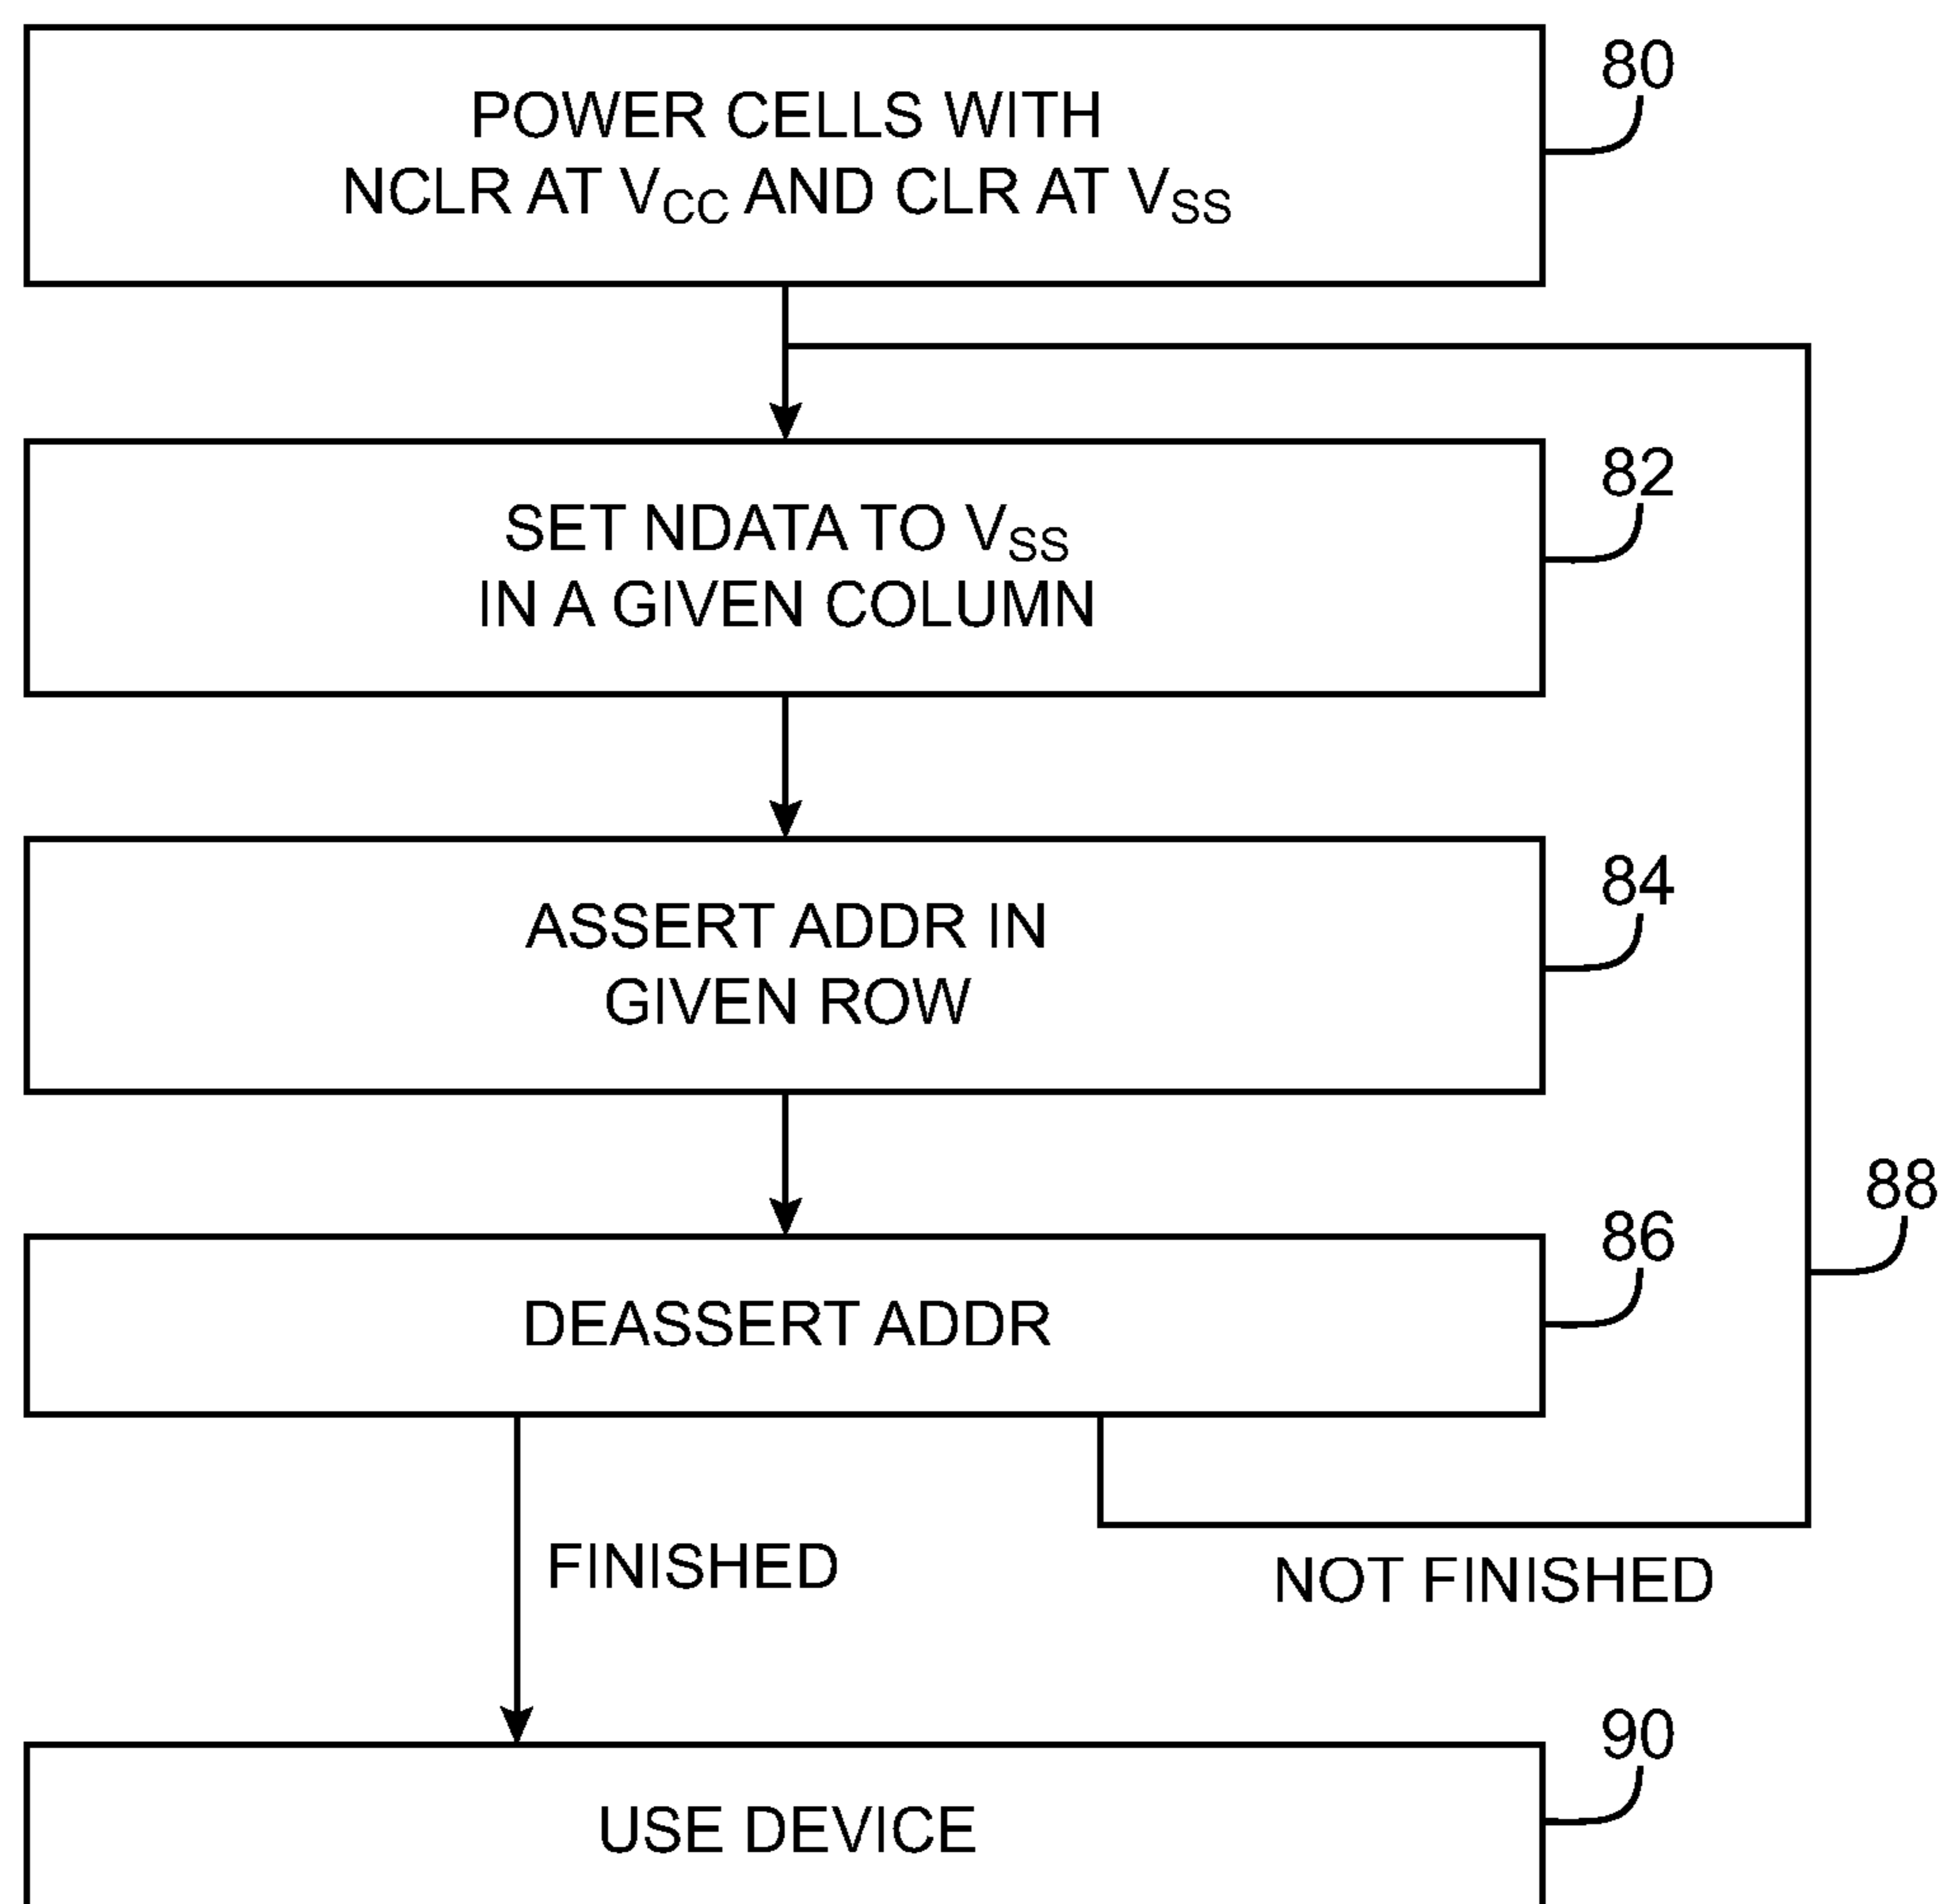 80
POWER CELLS WITH
NCLR AT VCC AND CLR AT VSS
82
SET NDATA TO VSS
IN A GIVEN COLUMN
84
ASSERT ADDR IN
GIVEN ROW
88
86
DEASSERT ADDR
FINISHED
NOT FINISHED
90
USE DEVICE